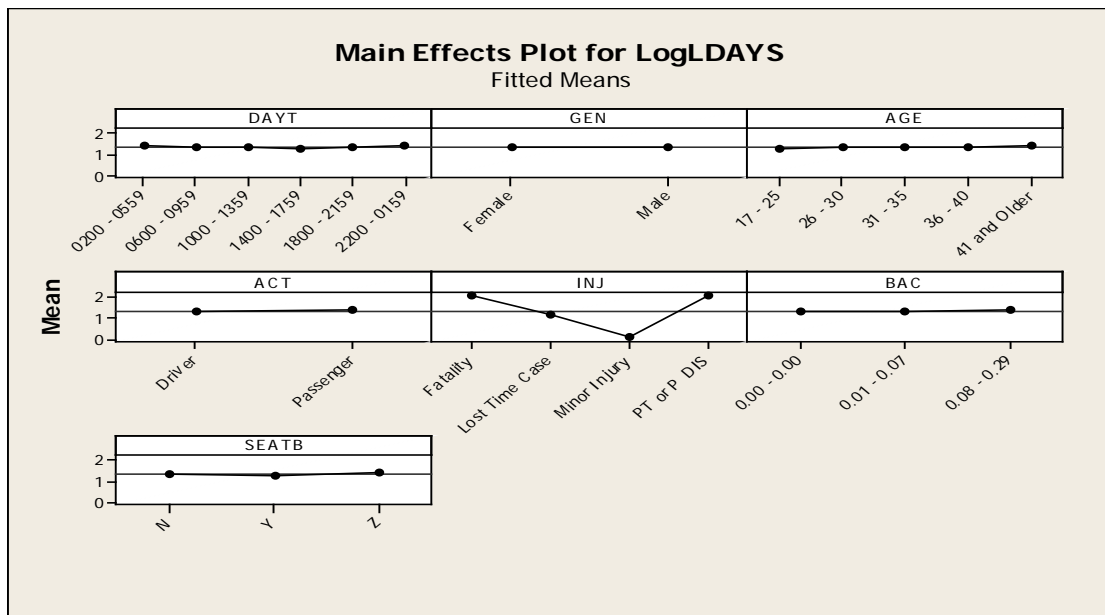 Main Effects Plot for LogLDAYS
Fitted Means
Mean
DAYT GEN AGE
2
1
0
0200 - 0559 0600 - 0959 1000 - 1359 1400 - 1759 1800 - 2159 2200 - 0159 Female Male 17 - 25 26 - 30 31 - 35 36 - 40 41 and Older
ACT INJ BAC
2
1
0
Driver Passenger Fatality Lost Time Case Minor Injury PT or P DIS 0.00 - 0.00 0.01 - 0.07 0.08 - 0.29
SEATB
2
1
0
N Y Z